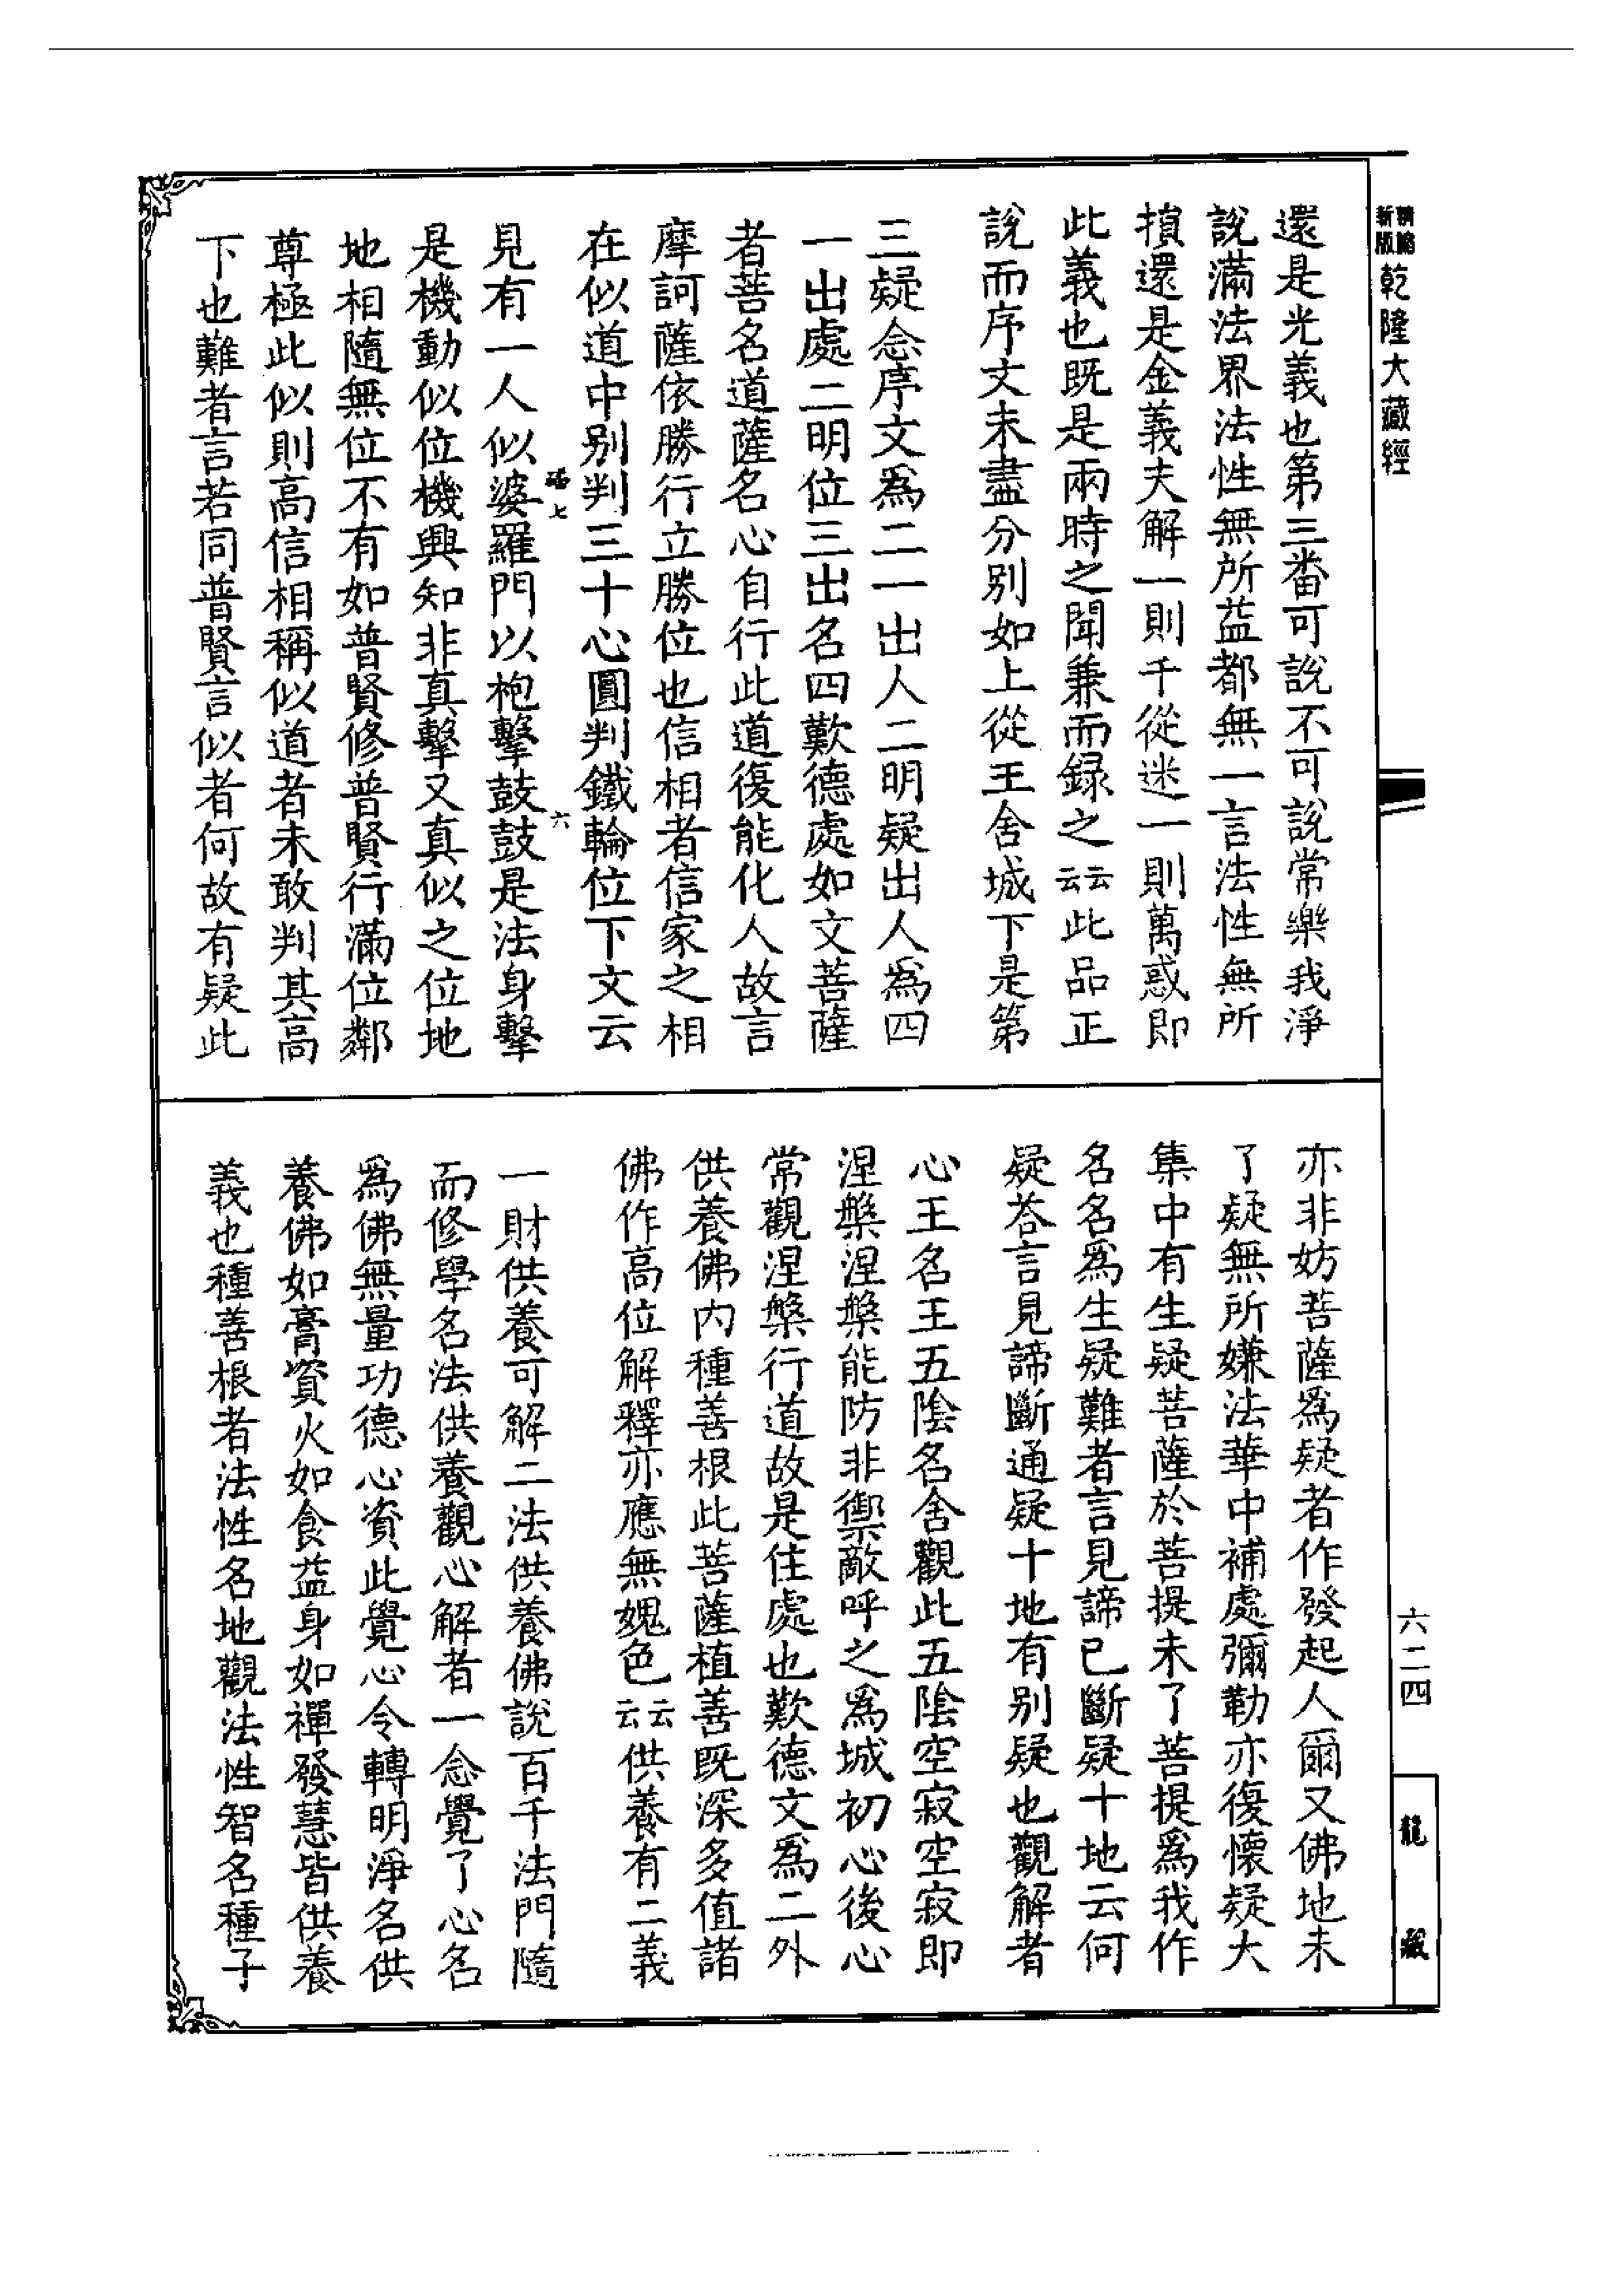 精縮新版乾隆大藏經
還是光義也第三番可說不可說常樂我淨
說滿法界法性無所益都無一言法性無所
損還是金義夫解一則千從迷一則萬惑即
此義也既是兩時之聞兼而録之云云此品正
說而序文未盡分別如上從王舍城下是第
三疑念序文爲二一出人二明疑出人爲四
一出處二明位三出名四歎德處如文菩薩
者菩名道薩名心自行此道復能化人故言
摩訶薩依勝行立勝位也信相者信家之相
在似道中别判三十心圓判鐵輪位下文云
七
六
見有一人似婆羅門以枹擊鼓鼓是法身擊
是機動似位機興知非真擊又真似之位地
地相隨無位不有如普賢修普賢行滿位鄰
尊極此似則高信相稱似道者未敢判其高
下也難者言若同普賢言似者何故有疑此
亦非妨菩薩爲疑者作發起人爾又佛地未
了疑無所嫌法華中補處彌勒亦復懷疑大
集中有生疑菩薩於菩提未了菩提爲我作
名名爲生疑難者言見諦已斷疑十地云何
疑荅言見諦斷通疑十地有别疑也觀解者
心王名王五陰名舍觀此五陰空寂空寂即
涅槃涅槃能防非禦敵呼之爲城初心後心
常觀涅槃行道故是住處也歎德文爲二外
供養佛内種善根此菩薩植善既深多值諸
佛作高位解釋亦應無媿色云云供養有二義
一財供養可解二法供養佛說百千法門隨
而修學名法供養觀心解者一念覺了心名
爲佛無量功德心資此覺心令轉明淨名供
養佛如膏資火如食益身如禪發慧皆供養
義也種善根者法性名地觀法性智名種子
六二四
龍藏